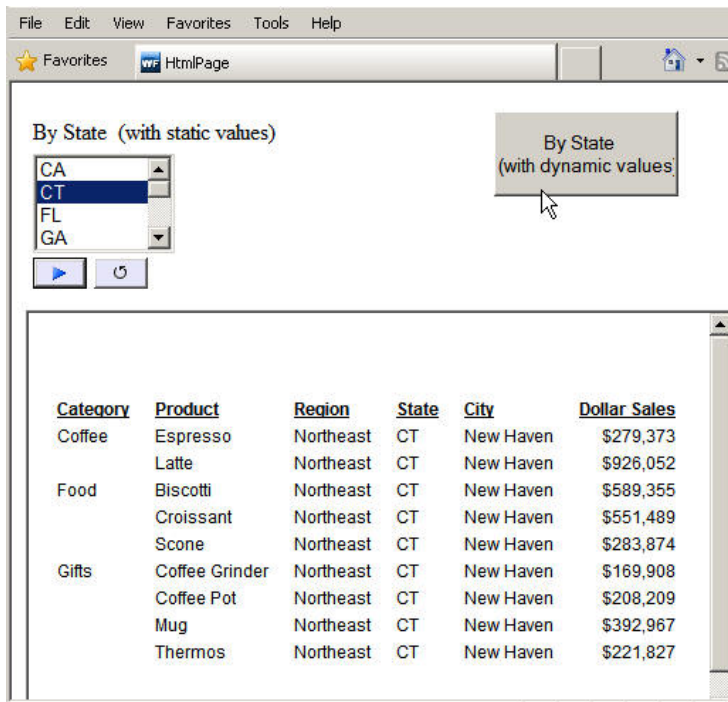 File Edit View Favorites Tools Help
Favorites WF HtmlPage
By State (with static values)
CA
CT
FL
GA
By State
(with dynamic values)
Category Product Region State City Dollar Sales
Coffee Espresso Northeast CT New Haven $279,373
Latte Northeast CT New Haven $926,052
Food Biscotti Northeast CT New Haven $589,355
Croissant Northeast CT New Haven $551,489
Scone Northeast CT New Haven $283,874
Gifts Coffee Grinder Northeast CT New Haven $169,908
Coffee Pot Northeast CT New Haven $208,209
Mug Northeast CT New Haven $392,967
Thermos Northeast CT New Haven $221,827